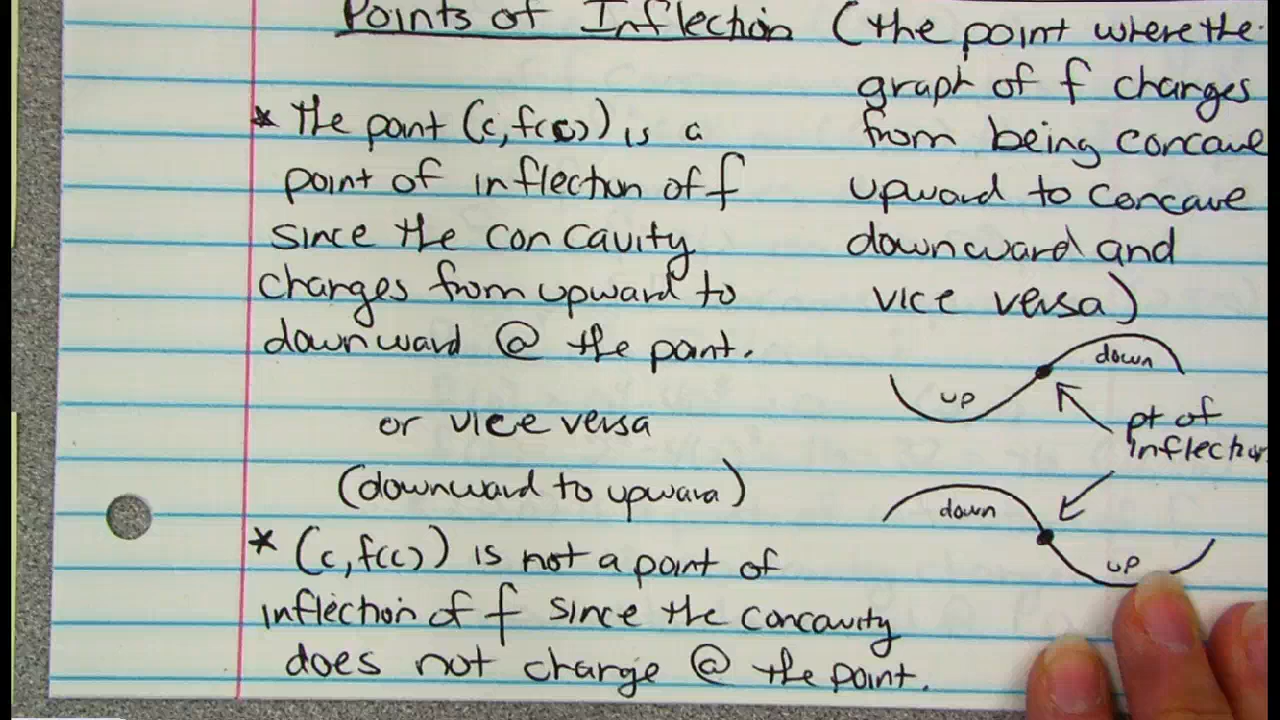 Points of Inflection (the point where the
graph of f changes
from being concave
upward to concave
downward and
vice versa)
* The point (c, f(c)) is a
point of inflection of f
since the concavity
changes from upward to
downward @ the point.
or vice versa
(downward to upward)
* (c, f(c)) is not a point of
inflection of f since the concavity
does not change @ the point.
up
down
pt of
inflection
down
up